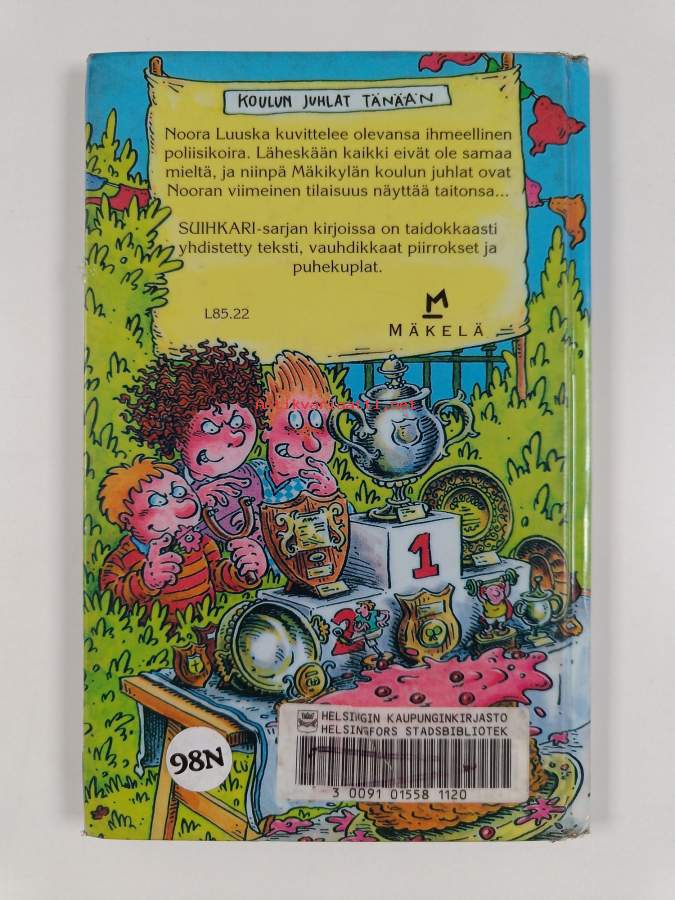 KOULUN JUHLAT TÄNÄÄN
Noora Luuska kuvittelee olevansa ihmeellinen
poliisikoira. Läheskään kaikki eivät ole samaa
mieltä, ja niinpä Mäkikylän koulun juhlat ovat
Nooran viimeinen tilaisuus näyttää taitonsa...
SUIHKARI-sarjan kirjoissa on taidokkaasti
yhdistetty teksti, vauhdikkaat piirrokset ja
puhekuplat.
L85.22
M
MÄKELÄ
antikvariaatti.net
1
2
HELSINGIN KAUPUNGINKIRJASTO
HELSINGFORS STADSBIBLIOTEK
3 0091 01558 1120
98N